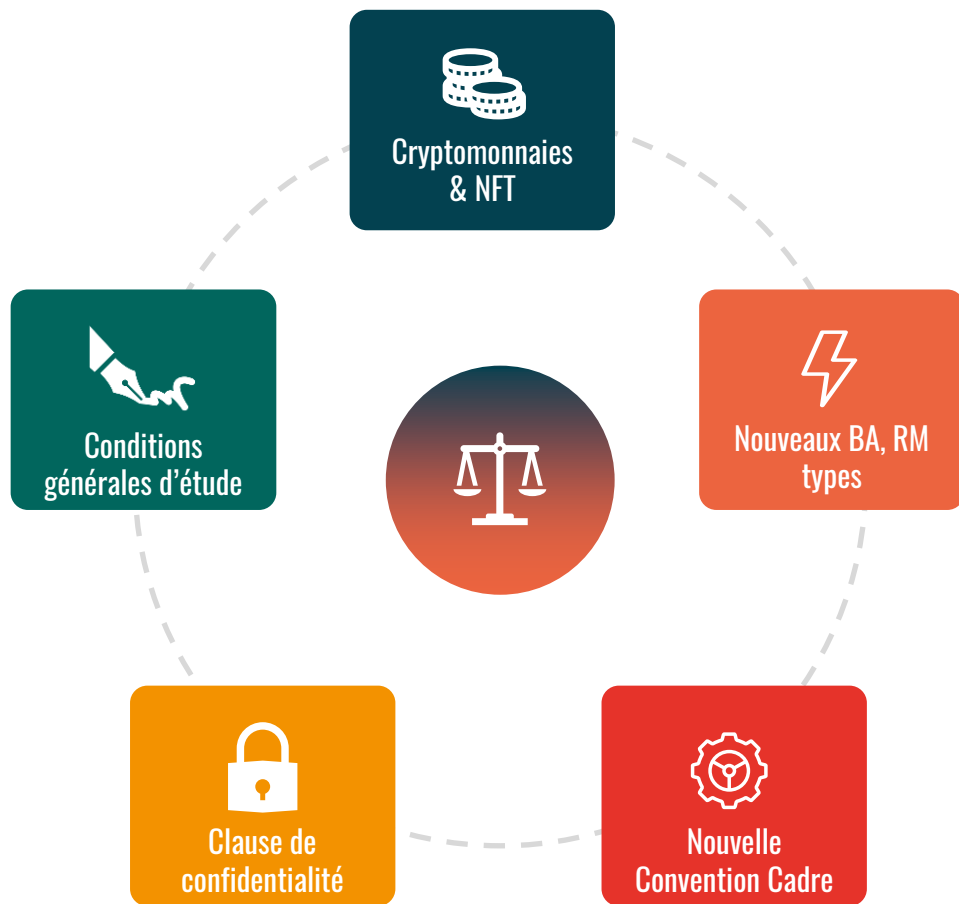 Cryptomonnaies
& NFT
Conditions
générales d’étude
Nouveaux BA, RM
types
Clause de
confidentialité
Nouvelle
Convention Cadre